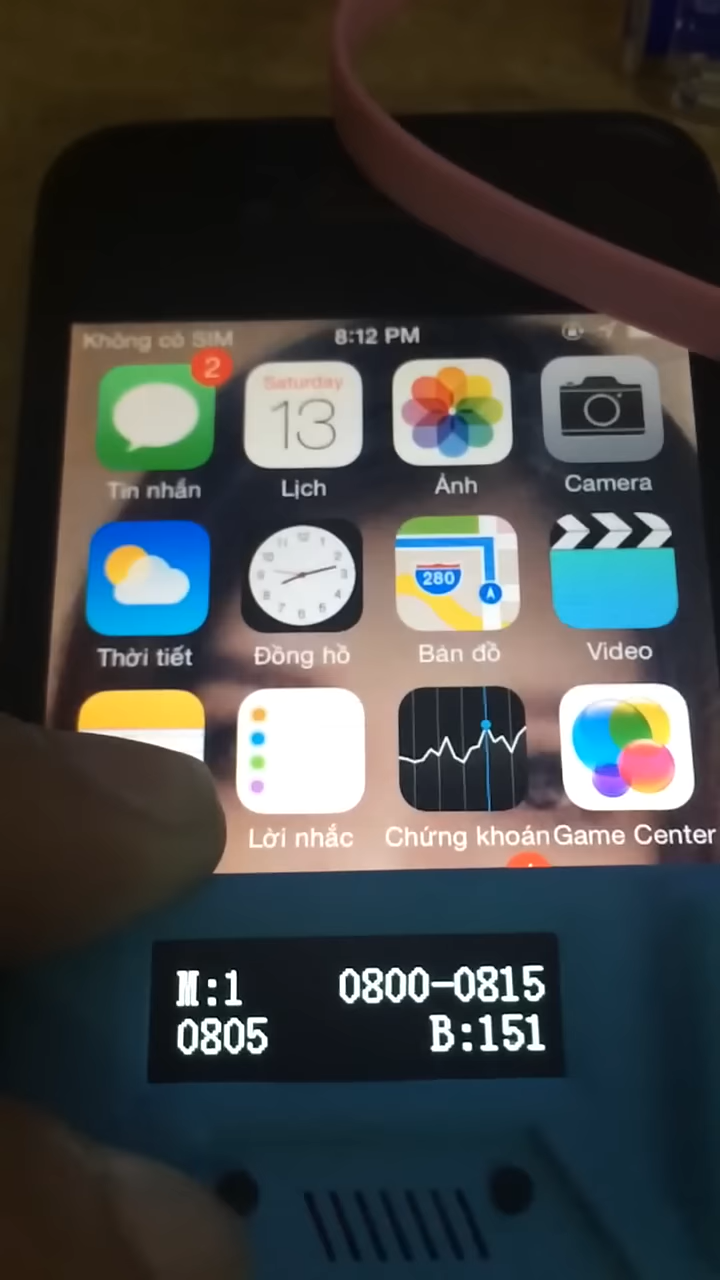 Không có SIM 8:12 PM
2
Saturday
13
Tin nhắn Lịch Ảnh Camera
280
A
Thời tiết Đồng hồ Bản đồ Video
Lời nhắc Chứng khoán Game Center
M:1 0800-0815
0805 B:151